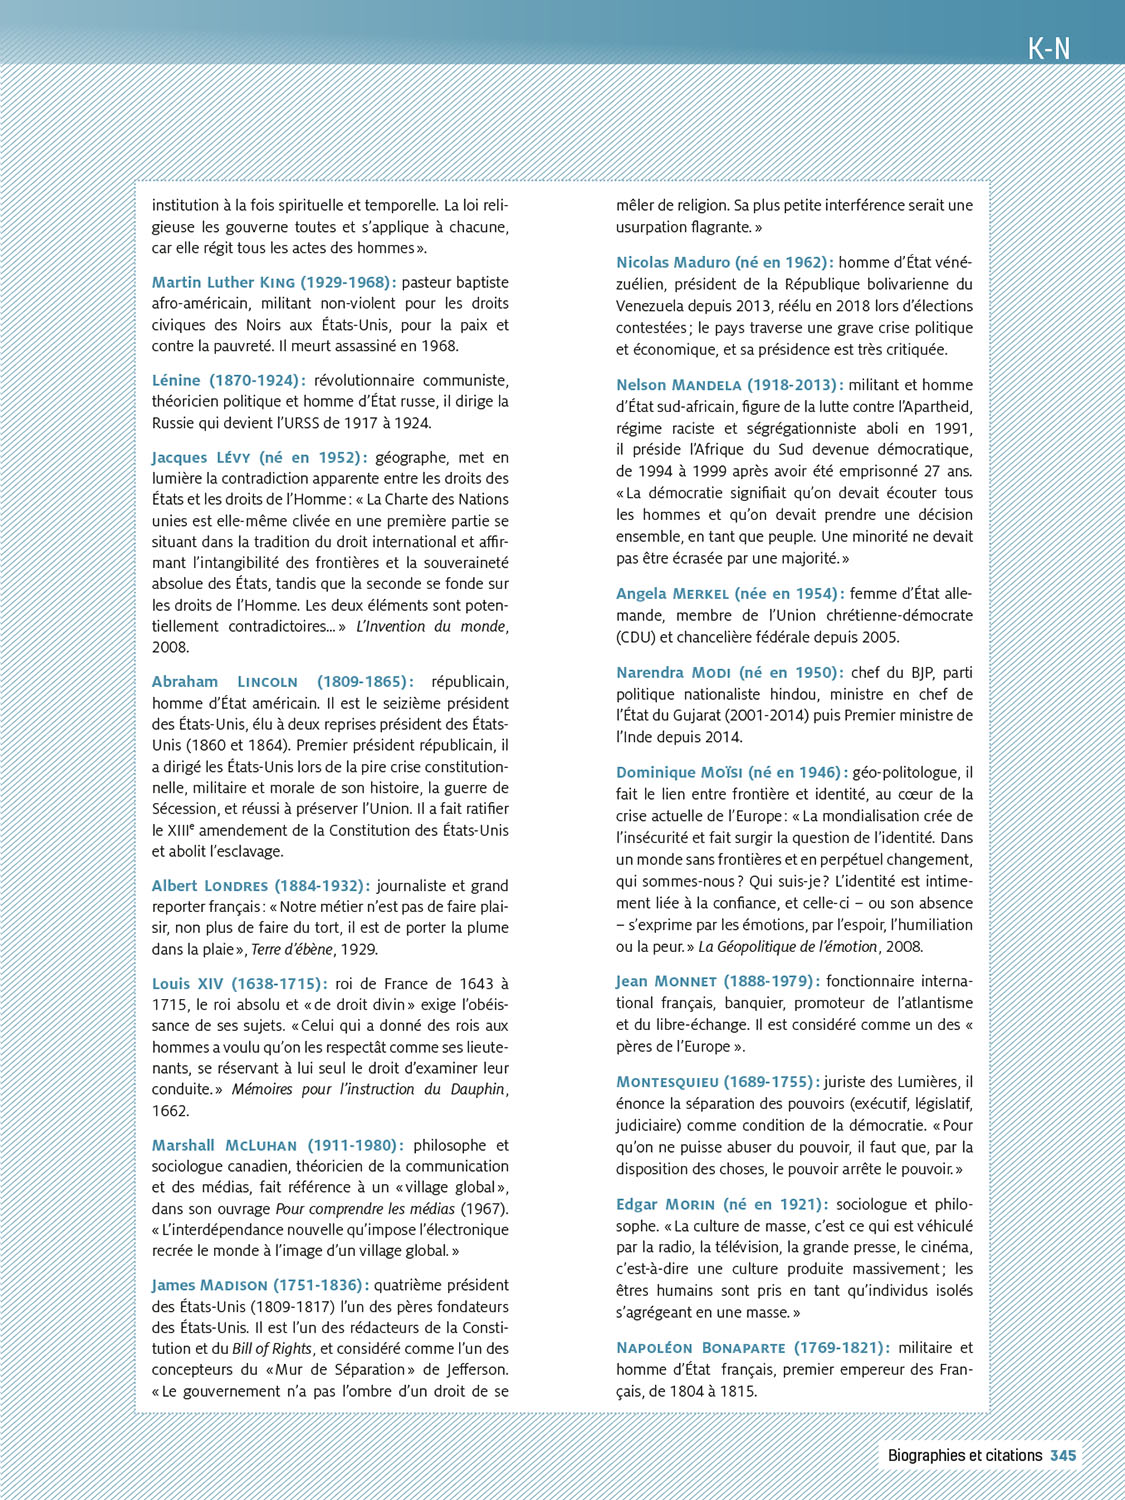 K-N
institution à la fois spirituelle et temporelle. La loi reli-
gieuse les gouverne toutes et s'applique à chacune,
car elle régit tous les actes des hommes ».
Martin Luther KING (1929-1968) : pasteur baptiste
afro-américain, militant non-violent pour les droits
civiques des Noirs aux États-Unis, pour la paix et
contre la pauvreté. Il meurt assassiné en 1968.
Lénine (1870-1924) : révolutionnaire communiste,
théoricien politique et homme d'État russe, il dirige la
Russie qui devient l'URSS de 1917 à 1924.
Jacques LÉVY (né en 1952) : géographe, met en
lumière la contradiction apparente entre les droits des
États et les droits de l'Homme : « La Charte des Nations
unies est elle-même clivée en une première partie se
situant dans la tradition du droit international et affir-
mant l'intangibilité des frontières et la souveraineté
absolue des États, tandis que la seconde se fonde sur
les droits de l'Homme. Les deux éléments sont poten-
tiellement contradictoires... » L'Invention du monde,
2008.
Abraham LINCOLN (1809-1865) : républicain,
homme d'État américain. Il est le seizième président
des États-Unis, élu à deux reprises président des États-
Unis (1860 et 1864). Premier président républicain, il
a dirigé les États-Unis lors de la pire crise constitution-
nelle, militaire et morale de son histoire, la guerre de
Sécession, et réussi à préserver l'Union. Il a fait ratifier
le XIIIe amendement de la Constitution des États-Unis
et abolit l'esclavage.
Albert LONDRES (1884-1932) : journaliste et grand
reporter français : « Notre métier n'est pas de faire plai-
sir, non plus de faire du tort, il est de porter la plume
dans la plaie », Terre d'ébène, 1929.
Louis XIV (1638-1715) : roi de France de 1643 à
1715, le roi absolu et « de droit divin » exige l'obéis-
sance de ses sujets. « Celui qui a donné des rois aux
hommes a voulu qu'on les respectât comme ses lieute-
nants, se réservant à lui seul le droit d'examiner leur
conduite. » Mémoires pour l'instruction du Dauphin,
1662.
Marshall MCLUHAN (1911-1980) : philosophe et
sociologue canadien, théoricien de la communication
et des médias, fait référence à un « village global »,
dans son ouvrage Pour comprendre les médias (1967).
« L'interdépendance nouvelle qu'impose l'électronique
recrée le monde à l'image d'un village global. »
James MADISON (1751-1836) : quatrième président
des États-Unis (1809-1817) l'un des pères fondateurs
des États-Unis. Il est l'un des rédacteurs de la Consti-
tution et du Bill of Rights, et considéré comme l'un des
concepteurs du « Mur de Séparation » de Jefferson.
« Le gouvernement n'a pas l'ombre d'un droit de se
mêler de religion. Sa plus petite interférence serait une
usurpation flagrante. »
Nicolas Maduro (né en 1962) : homme d'État véné-
zuélien, président de la République bolivarienne du
Venezuela depuis 2013, réélu en 2018 lors d'élections
contestées ; le pays traverse une grave crise politique
et économique, et sa présidence est très critiquée.
Nelson MANDELA (1918-2013) : militant et homme
d'État sud-africain, figure de la lutte contre l'Apartheid,
régime raciste et ségrégationniste aboli en 1991,
il préside l'Afrique du Sud devenue démocratique,
de 1994 à 1999 après avoir été emprisonné 27 ans.
« La démocratie signifiait qu'on devait écouter tous
les hommes et qu'on devait prendre une décision
ensemble, en tant que peuple. Une minorité ne devait
pas être écrasée par une majorité. »
Angela MERKEL (née en 1954) : femme d'État alle-
mande, membre de l'Union chrétienne-démocrate
(CDU) et chancelière fédérale depuis 2005.
Narendra MODI (né en 1950) : chef du BJP, parti
politique nationaliste hindou, ministre en chef de
l'État du Gujarat (2001-2014) puis Premier ministre de
l'Inde depuis 2014.
Dominique MOÏSI (né en 1946) : géo-politologue, il
fait le lien entre frontière et identité, au cœur de la
crise actuelle de l'Europe : « La mondialisation crée de
l'insécurité et fait surgir la question de l'identité. Dans
un monde sans frontières et en perpétuel changement,
qui sommes-nous ? Qui suis-je ? L'identité est intime-
ment liée à la confiance, et celle-ci – ou son absence
– s'exprime par les émotions, par l'espoir, l'humiliation
ou la peur. » La Géopolitique de l'émotion, 2008.
Jean MONNET (1888-1979) : fonctionnaire interna-
tional français, banquier, promoteur de l'atlantisme
et du libre-échange. Il est considéré comme un des «
pères de l'Europe ».
MONTESQUIEU (1689-1755) : juriste des Lumières, il
énonce la séparation des pouvoirs (exécutif, législatif,
judiciaire) comme condition de la démocratie. « Pour
qu'on ne puisse abuser du pouvoir, il faut que, par la
disposition des choses, le pouvoir arrête le pouvoir. »
Edgar MORIN (né en 1921) : sociologue et philo-
sophe. « La culture de masse, c'est ce qui est véhiculé
par la radio, la télévision, la grande presse, le cinéma,
c'est-à-dire une culture produite massivement ; les
êtres humains sont pris en tant qu'individus isolés
s'agrégeant en une masse. »
NAPOLÉON BONAPARTE (1769-1821) : militaire et
homme d'État français, premier empereur des Fran-
çais, de 1804 à 1815.
Biographies et citations 345